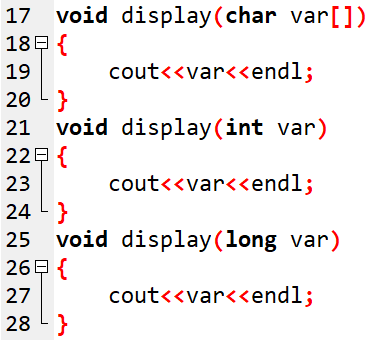 17 void display(char var[])
18 {
19     cout<<var<<endl;
20 }
21 void display(int var)
22 {
23     cout<<var<<endl;
24 }
25 void display(long var)
26 {
27     cout<<var<<endl;
28 }